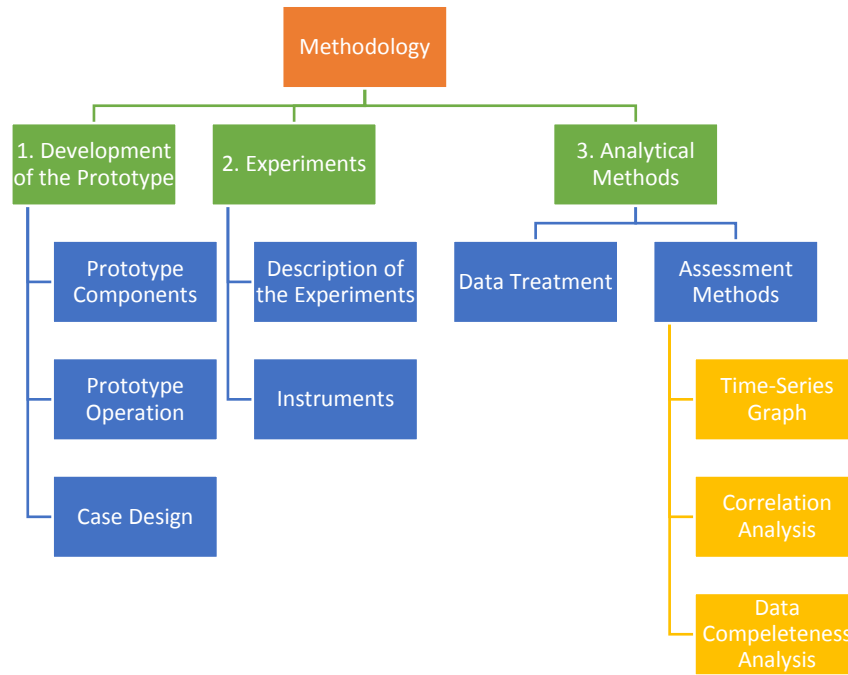 Methodology
1. Development
of the Prototype
2. Experiments
3. Analytical
Methods
Prototype
Components
Description of
the Experiments
Data Treatment
Assessment
Methods
Prototype
Operation
Instruments
Time-Series
Graph
Case Design
Correlation
Analysis
Data
Compeleteness
Analysis